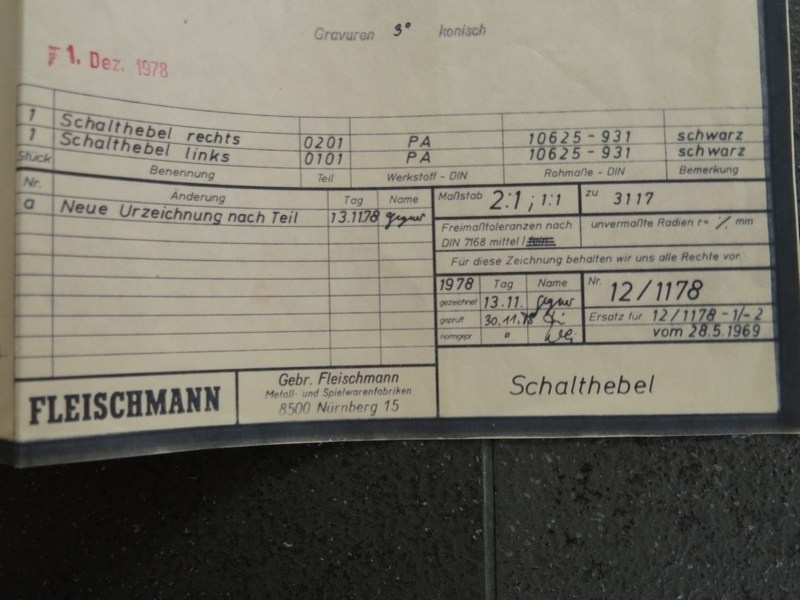 Gravuren 3° konisch
1. Dez. 1978
1 Schalthebel rechts 0201 PA 10625-931 schwarz
1 Schalthebel links 0101 PA 10625-931 schwarz
Stück Benennung Teil Werkstoff - DIN Rohmaße - DIN Bemerkung
Nr. Änderung Tag Name
a Neue Urzeichnung nach Teil 13.11.78
Maßstab 2:1 ; 1:1 zu 3117
Freimaßtoleranzen nach
DIN 7168 mittel /
unvermaßte Radien r= ⁒ mm
Für diese Zeichnung behalten wir uns alle Rechte vor.
1978 Tag Name
gezeichnet 13.11.
geprüft 30.11.78
normgepr. "
Nr. 12/1178
Ersatz für 12/1178 - 1/-2
vom 28.5.1969
FLEISCHMANN
Gebr. Fleischmann
Metall- und Spielwarenfabriken
8500 Nürnberg 15
Schalthebel